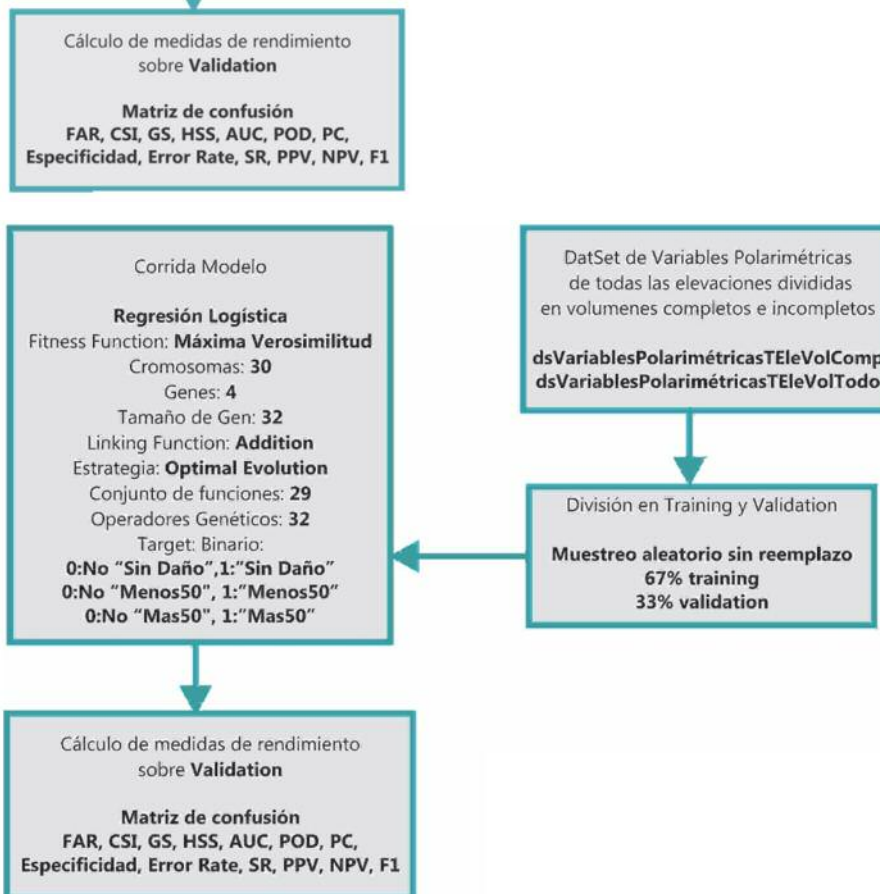 Cálculo de medidas de rendimiento
sobre Validation
Matriz de confusión
FAR, CSI, GS, HSS, AUC, POD, PC,
Especificidad, Error Rate, SR, PPV, NPV, F1
Corrida Modelo
Regresión Logística
Fitness Function: Máxima Verosimilitud
Cromosomas: 30
Genes: 4
Tamaño de Gen: 32
Linking Function: Addition
Estrategia: Optimal Evolution
Conjunto de funciones: 29
Operadores Genéticos: 32
Target: Binario:
0:No “Sin Daño”,1:”Sin Daño”
0:No “Menos50”, 1:”Menos50”
0:No “Mas50", 1:”Mas50”
DatSet de Variables Polarimétricas
de todas las elevaciones divididas
en volumenes completos e incompletos
dsVariablesPolarimétricasTEleVolComp
dsVariablesPolarimétricasTEleVolTodo
División en Training y Validation
Muestreo aleatorio sin reemplazo
67% training
33% validation
Cálculo de medidas de rendimiento
sobre Validation
Matriz de confusión
FAR, CSI, GS, HSS, AUC, POD, PC,
Especificidad, Error Rate, SR, PPV, NPV, F1